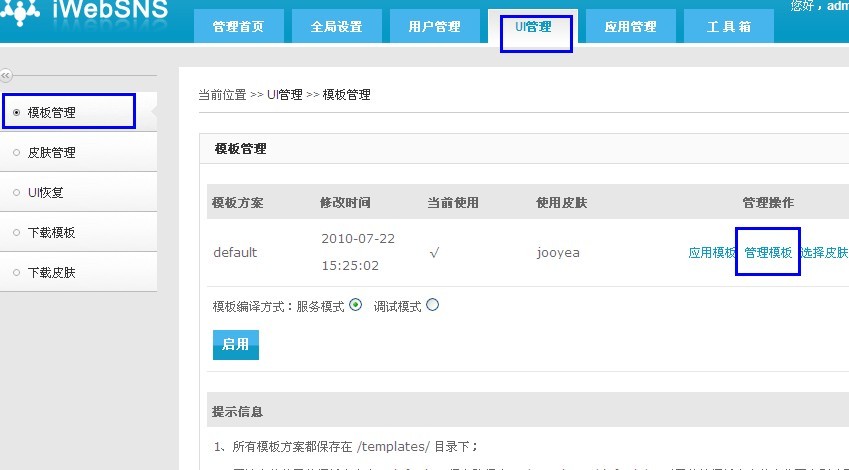 iWebSNS
您好，adm
管理首页 全局设置 用户管理 UI管理 应用管理 工具箱
模板管理
皮肤管理
UI恢复
下载模板
下载皮肤
当前位置 >> UI管理 >> 模板管理
模板管理
模板方案 修改时间 当前使用 使用皮肤 管理操作
default 2010-07-22 15:25:02 √ jooyea 应用模板 管理模板 选择皮肤
模板编译方式：服务模式 调试模式
启用
提示信息
1、所有模板方案都保存在 /templates/ 目录下；